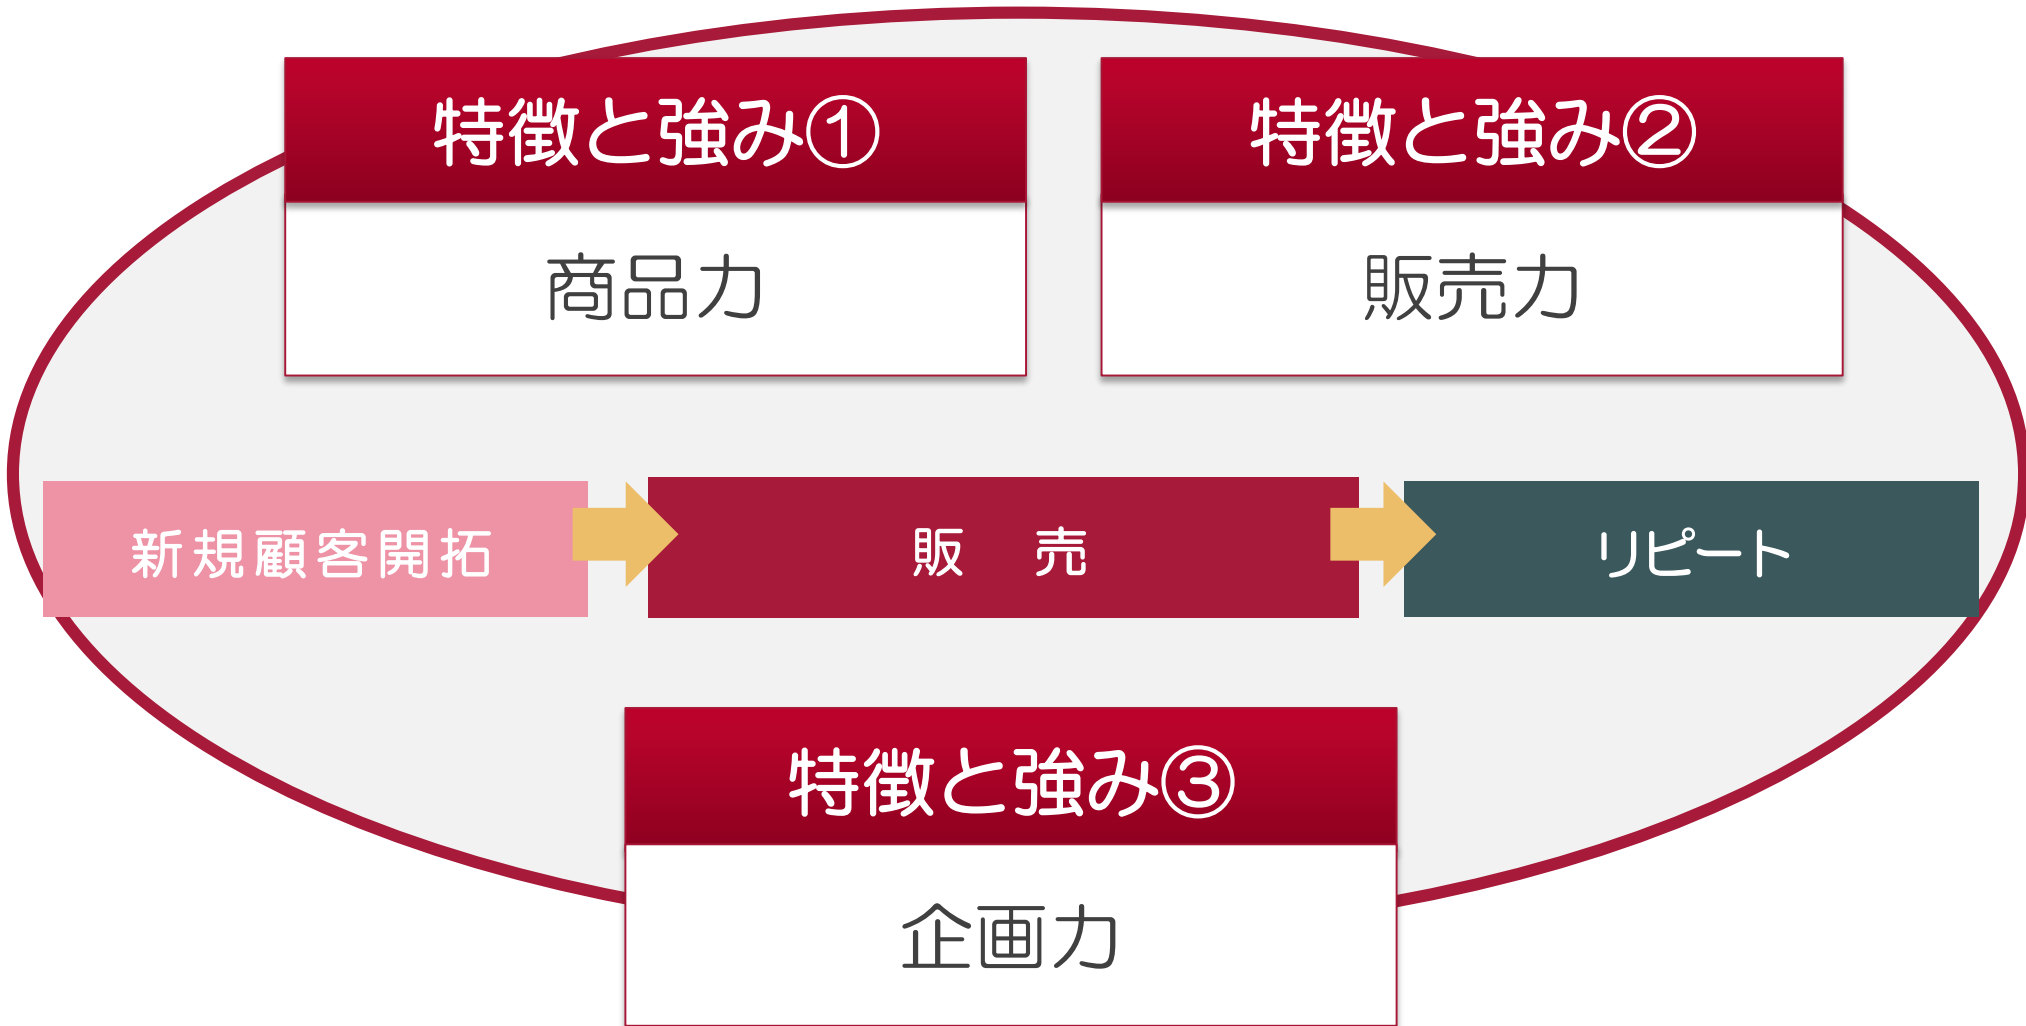 特徴と強み①
商品力
特徴と強み②
販売力
新規顧客開拓
販　売
リピート
特徴と強み③
企画力